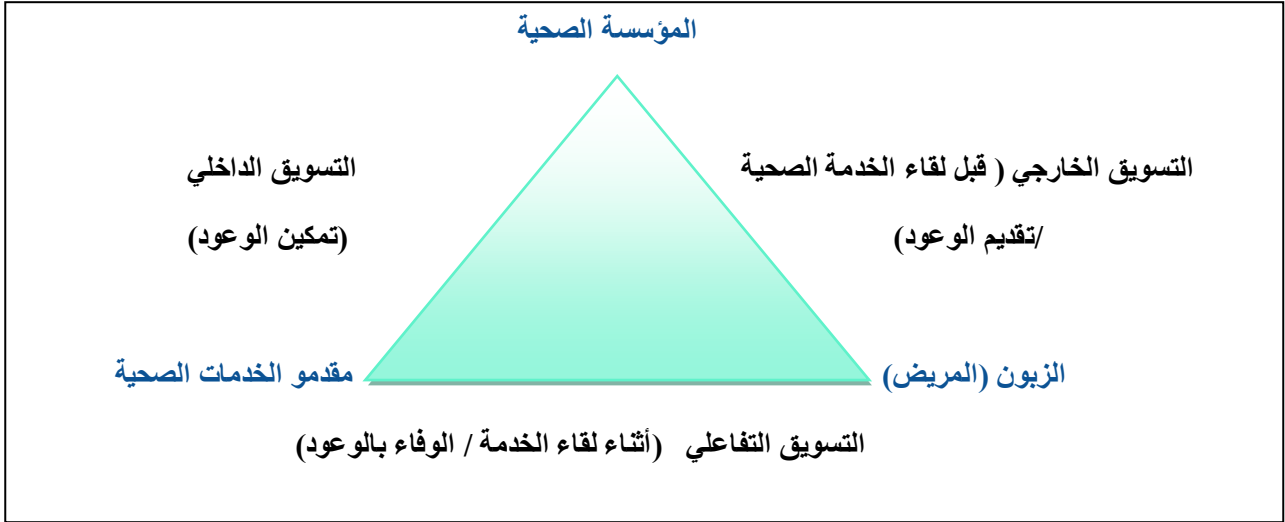 المؤسسة الصحية
التسويق الخارجي ( قبل لقاء الخدمة الصحية
/تقديم الوعود)
التسويق الداخلي
(تمكين الوعود)
الزبون (المريض)
مقدمو الخدمات الصحية
التسويق التفاعلي (أثناء لقاء الخدمة / الوفاء بالوعود)